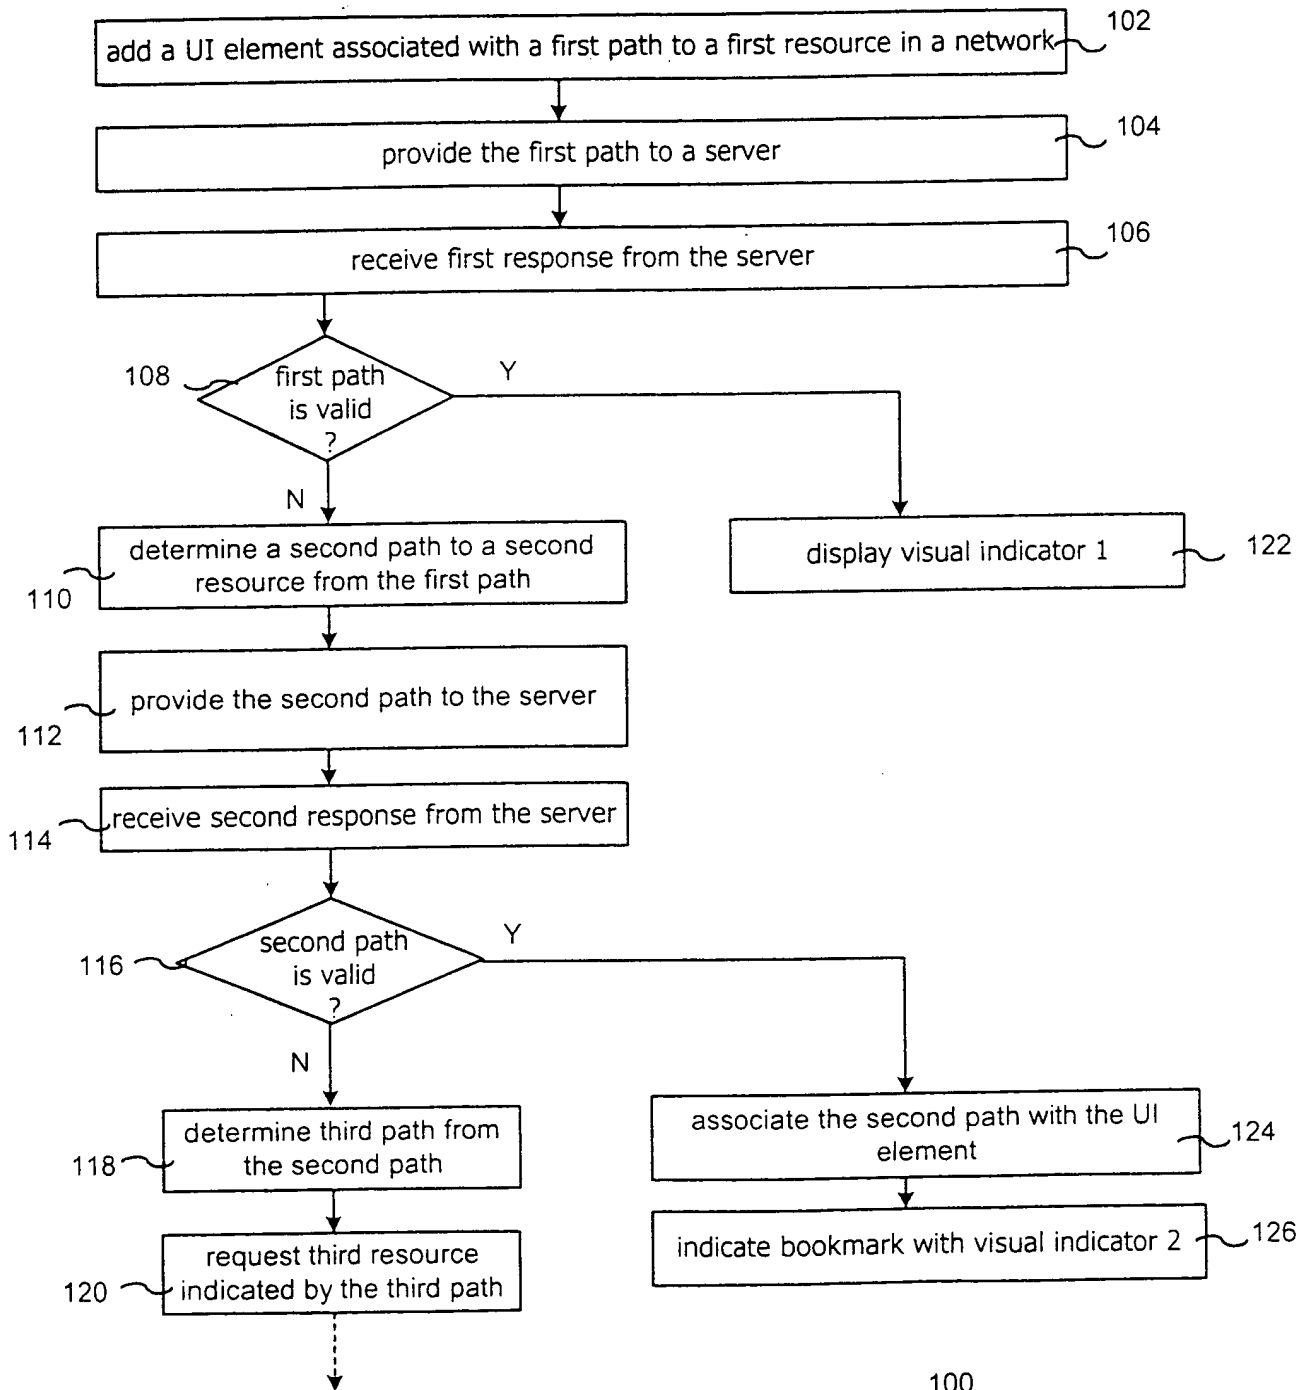 add a UI element associated with a first path to a first resource in a network
102
provide the first path to a server
104
receive first response from the server
106
108
first path
is valid
?
Y
N
determine a second path to a second
resource from the first path
110
display visual indicator 1
122
provide the second path to the server
112
receive second response from the server
114
116
second path
is valid
?
Y
N
determine third path from
the second path
118
associate the second path with the UI
element
124
request third resource
indicated by the third path
120
indicate bookmark with visual indicator 2
126
100